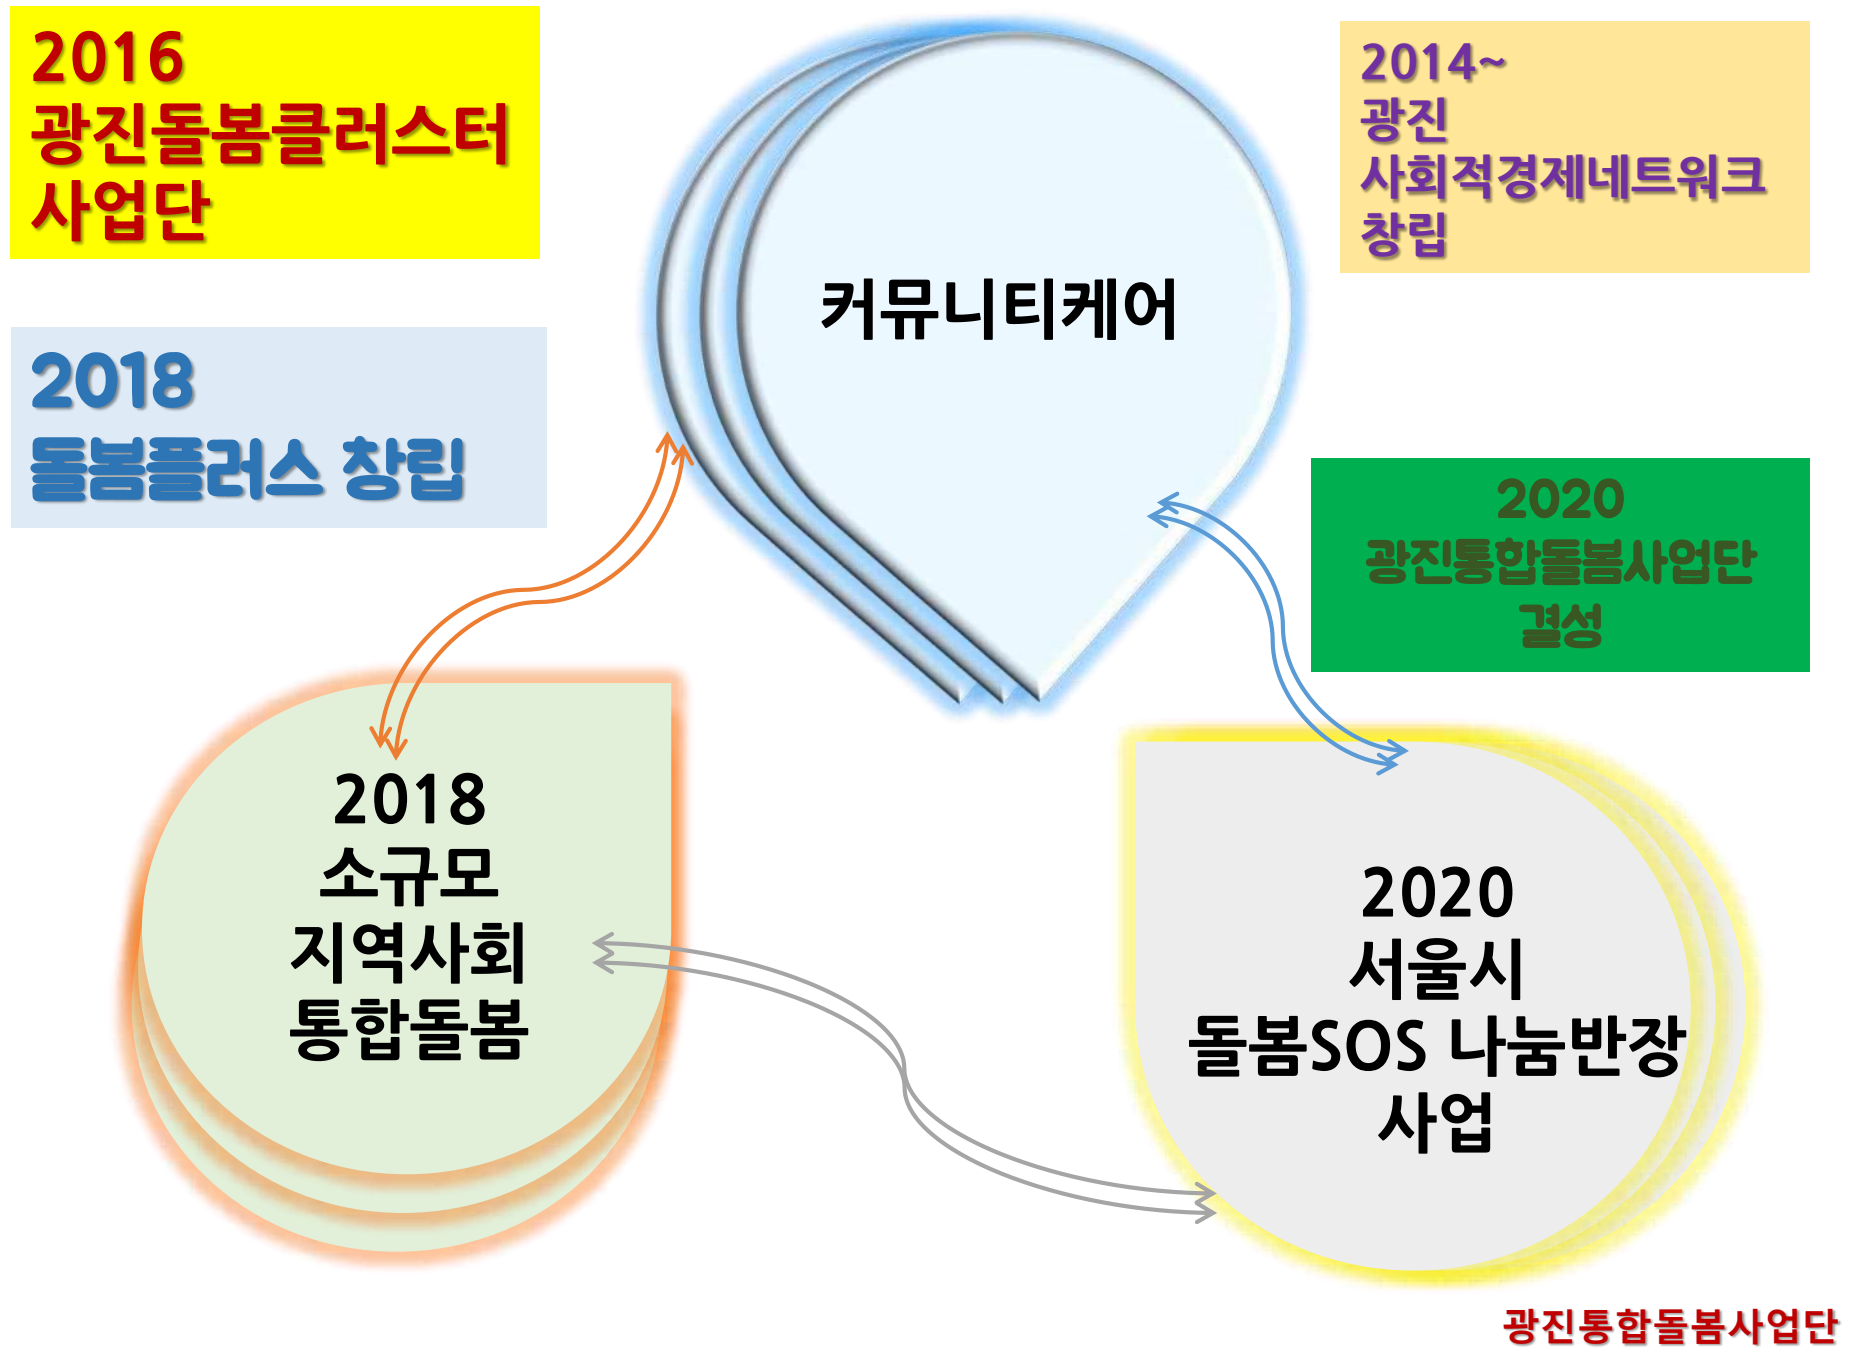 2016
광진돌봄클러스터
사업단
2014~
광진
사회적경제네트워크
창립
커뮤니티케어
2018
돌봄플러스 창립
2020
광진통합돌봄사업단
결성
2018
소규모
지역사회
통합돌봄
2020
서울시
돌봄SOS 나눔반장
사업
광진통합돌봄사업단